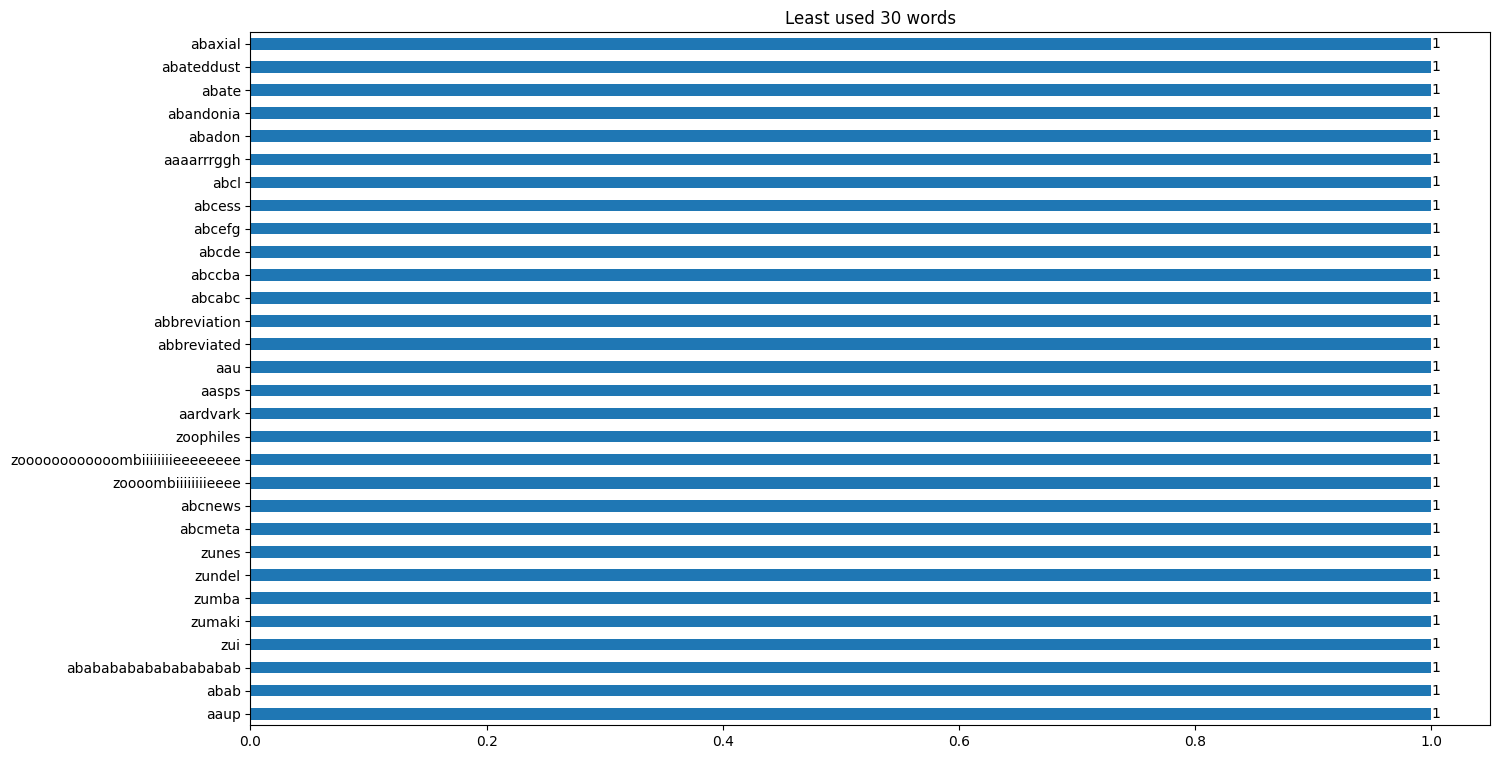 Least used 30 words
abaxial 1
abateddust 1
abate 1
abandonia 1
abadon 1
aaaarrrggh 1
abcl 1
abcess 1
abcefg 1
abcde 1
abccba 1
abcabc 1
abbreviation 1
abbreviated 1
aau 1
aasps 1
aardvark 1
zoophiles 1
zoooooooooooombiiiiiiiieeeeeeee 1
zoooombiiiiiiiieeee 1
abcnews 1
abcmeta 1
zunes 1
zundel 1
zumba 1
zumaki 1
zui 1
abababababababababab 1
abab 1
aaup 1
0.0 0.2 0.4 0.6 0.8 1.0